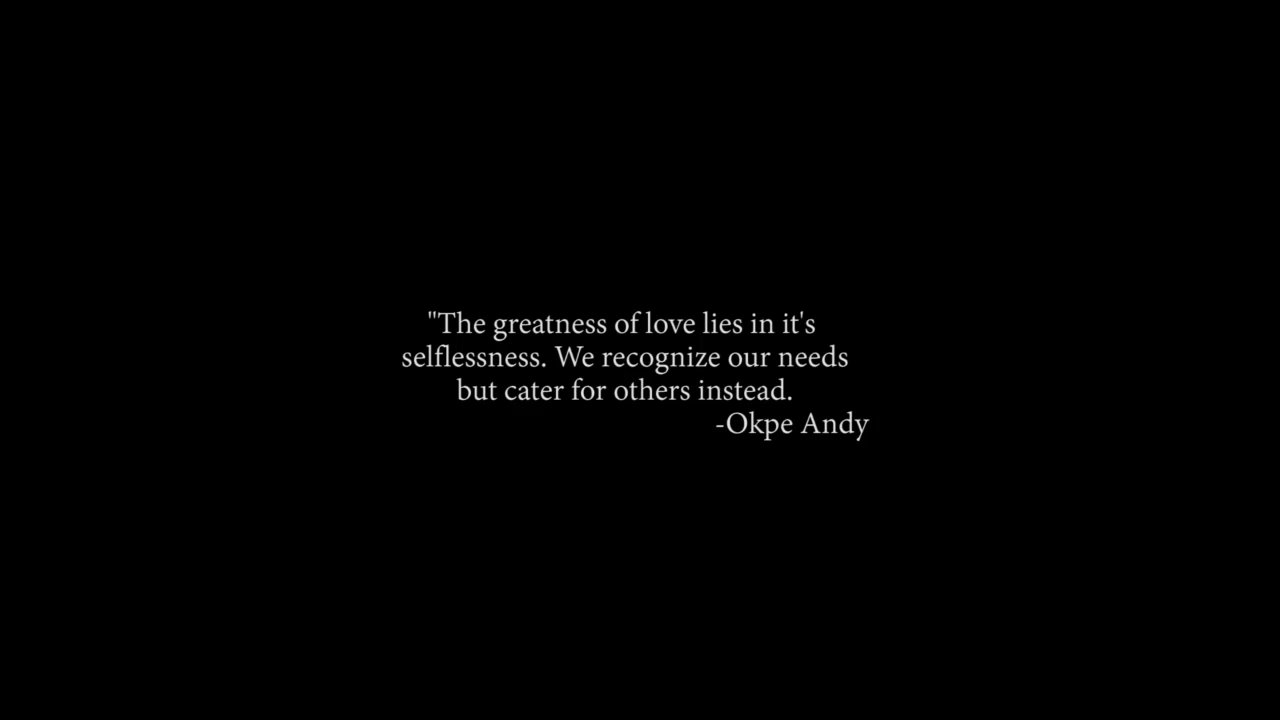 "The greatness of love lies in it's
selflessness. We recognize our needs
but cater for others instead.
-Okpe Andy